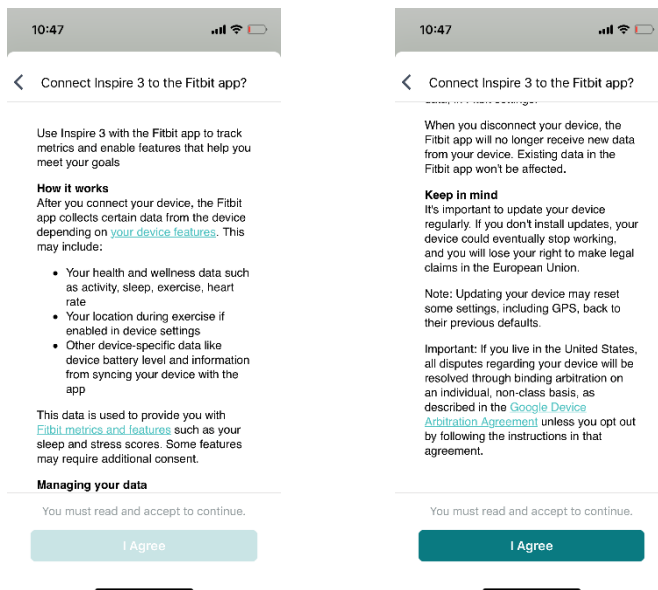 10:47
Connect Inspire 3 to the Fitbit app?
Use Inspire 3 with the Fitbit app to track
metrics and enable features that help you
meet your goals
How it works
After you connect your device, the Fitbit
app collects certain data from the device
depending on your device features. This
may include:
• Your health and wellness data such
as activity, sleep, exercise, heart
rate
• Your location during exercise if
enabled in device settings
• Other device-specific data like
device battery level and information
from syncing your device with the
app
This data is used to provide you with
Fitbit metrics and features such as your
sleep and stress scores. Some features
may require additional consent.
Managing your data
You must read and accept to continue.
I Agree
10:47
Connect Inspire 3 to the Fitbit app?
When you disconnect your device, the
Fitbit app will no longer receive new data
from your device. Existing data in the
Fitbit app won't be affected.
Keep in mind
It's important to update your device
regularly. If you don't install updates, your
device could eventually stop working,
and you will lose your right to make legal
claims in the European Union.
Note: Updating your device may reset
some settings, including GPS, back to
their previous defaults.
Important: If you live in the United States,
all disputes regarding your device will be
resolved through binding arbitration on
an individual, non-class basis, as
described in the Google Device
Arbitration Agreement unless you opt out
by following the instructions in that
agreement.
You must read and accept to continue.
I Agree